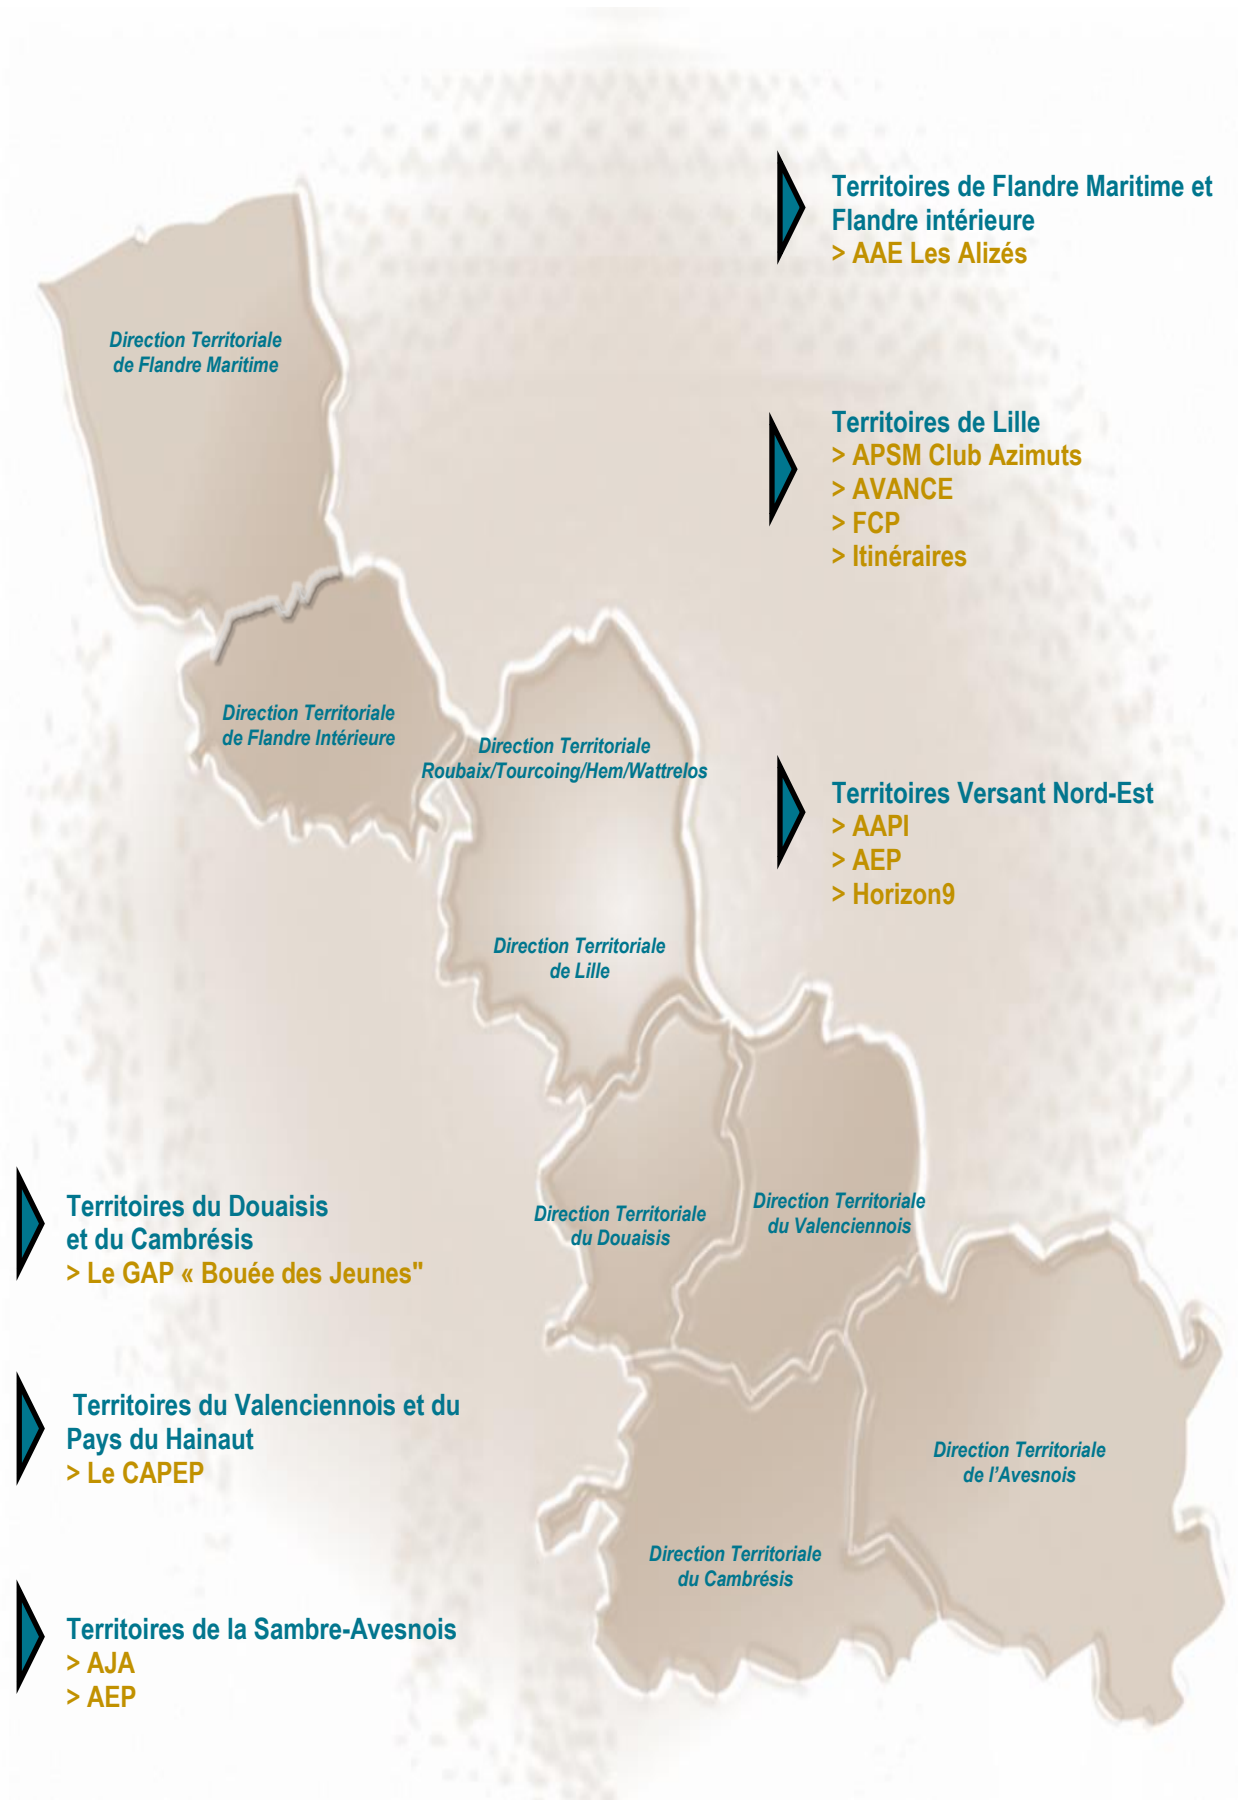 Territoires de Flandre Maritime et
Flandre intérieure
> AAE Les Alizés
Direction Territoriale
de Flandre Maritime
Territoires de Lille
> APSM Club Azimuts
> AVANCE
> FCP
> Itinéraires
Direction Territoriale
de Flandre Intérieure
Direction Territoriale
Roubaix/Tourcoing/Hem/Wattrelos
Territoires Versant Nord-Est
> AAPI
> AEP
> Horizon9
Direction Territoriale
de Lille
Territoires du Douaisis
et du Cambrésis
> Le GAP « Bouée des Jeunes"
Direction Territoriale
du Douaisis
Direction Territoriale
du Valenciennois
Territoires du Valenciennois et du
Pays du Hainaut
> Le CAPEP
Direction Territoriale
de l'Avesnois
Direction Territoriale
du Cambrésis
Territoires de la Sambre-Avesnois
> AJA
> AEP